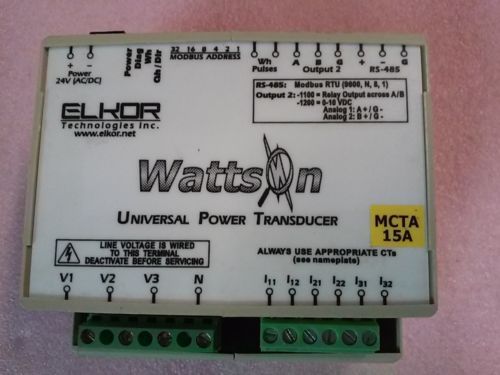 + -
Power
24V (AC/DC)
Power
Diag
Wh
Qh / Dir
32 16 8 4 2 1
MODBUS ADDRESS
Wh
Pulses
A B G
Output 2
+ - G
RS-485
RS-485: Modbus RTU (9600, N, 8, 1)
Output 2: -1100 = Relay Output across A/B
-1200 = 0-10 VDC
Analog 1: A+ / G-
Analog 2: B+ / G-
ELKOR
Technologies Inc.
www.elkor.net
WattsOn
UNIVERSAL POWER TRANSDUCER
MCTA
15A
LINE VOLTAGE IS WIRED
TO THIS TERMINAL
DEACTIVATE BEFORE SERVICING
ALWAYS USE APPROPRIATE CTs
(see nameplates)
V1 V2 V3 N
I11 I12 I21 I22 I31 I32